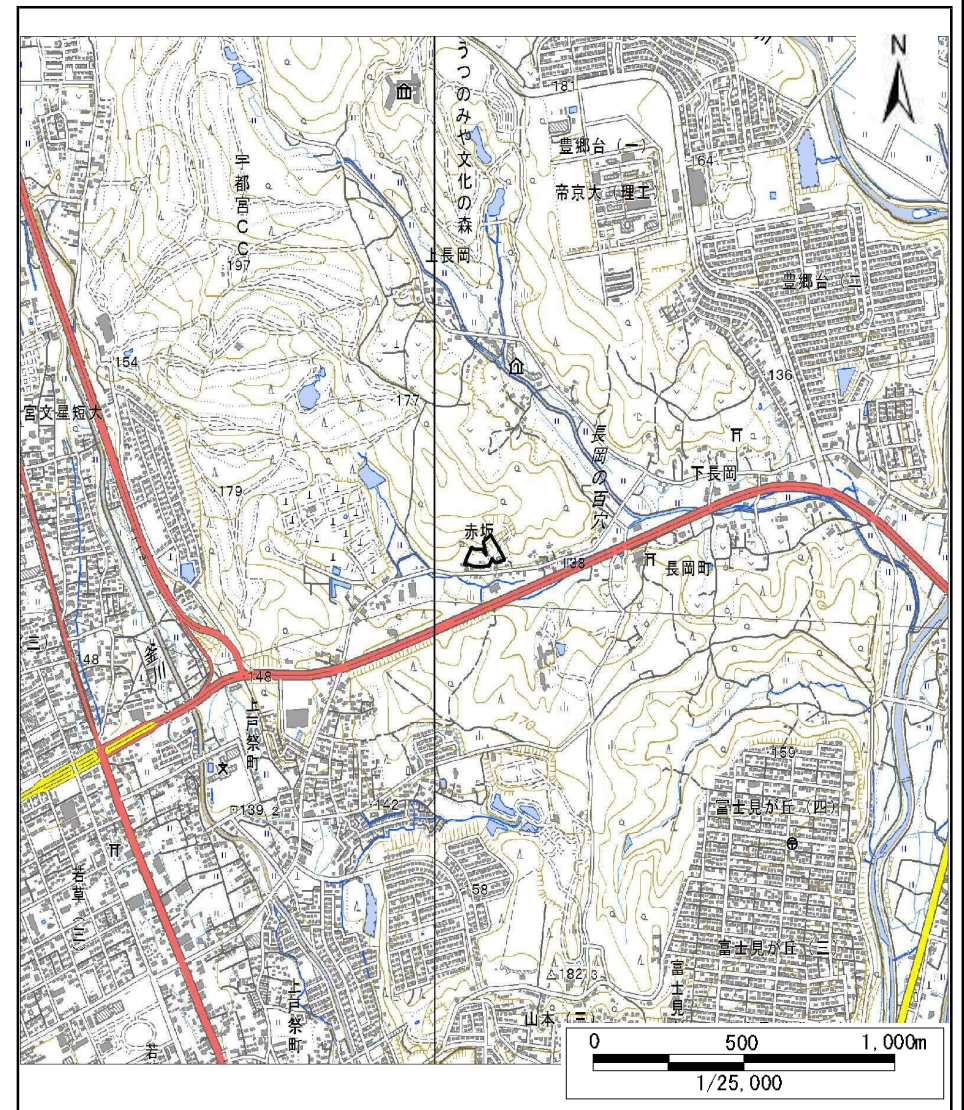 N
うつのみや文化の森
181
豊郷台(一)
164
帝京大(理工)
宇都宮CC
上長岡
197
豊郷台(二)
154
136
177
宮文星短大
長岡の百穴
下長岡
179
赤坂
138
長岡町
150
三
48
釜川
148
上戸祭町
170
159
142
139.2
富士見が丘(四)
若草(三)
58
富士見が丘(三)
182.3
富士見
上戸祭町
山本(三)
若
0 500 1,000m
1/25,000